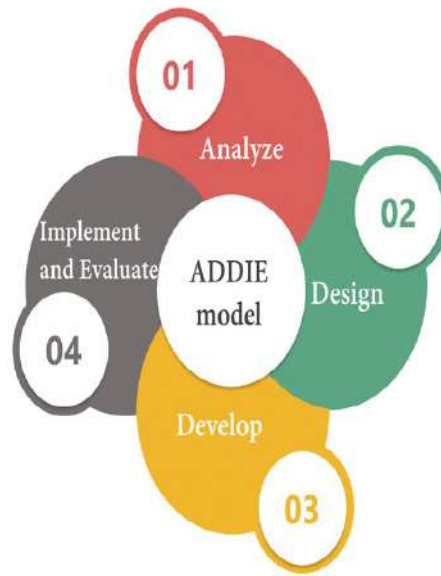 01
Analyze
02
Design
03
Develop
04
Implement
and Evaluate
ADDIE
model